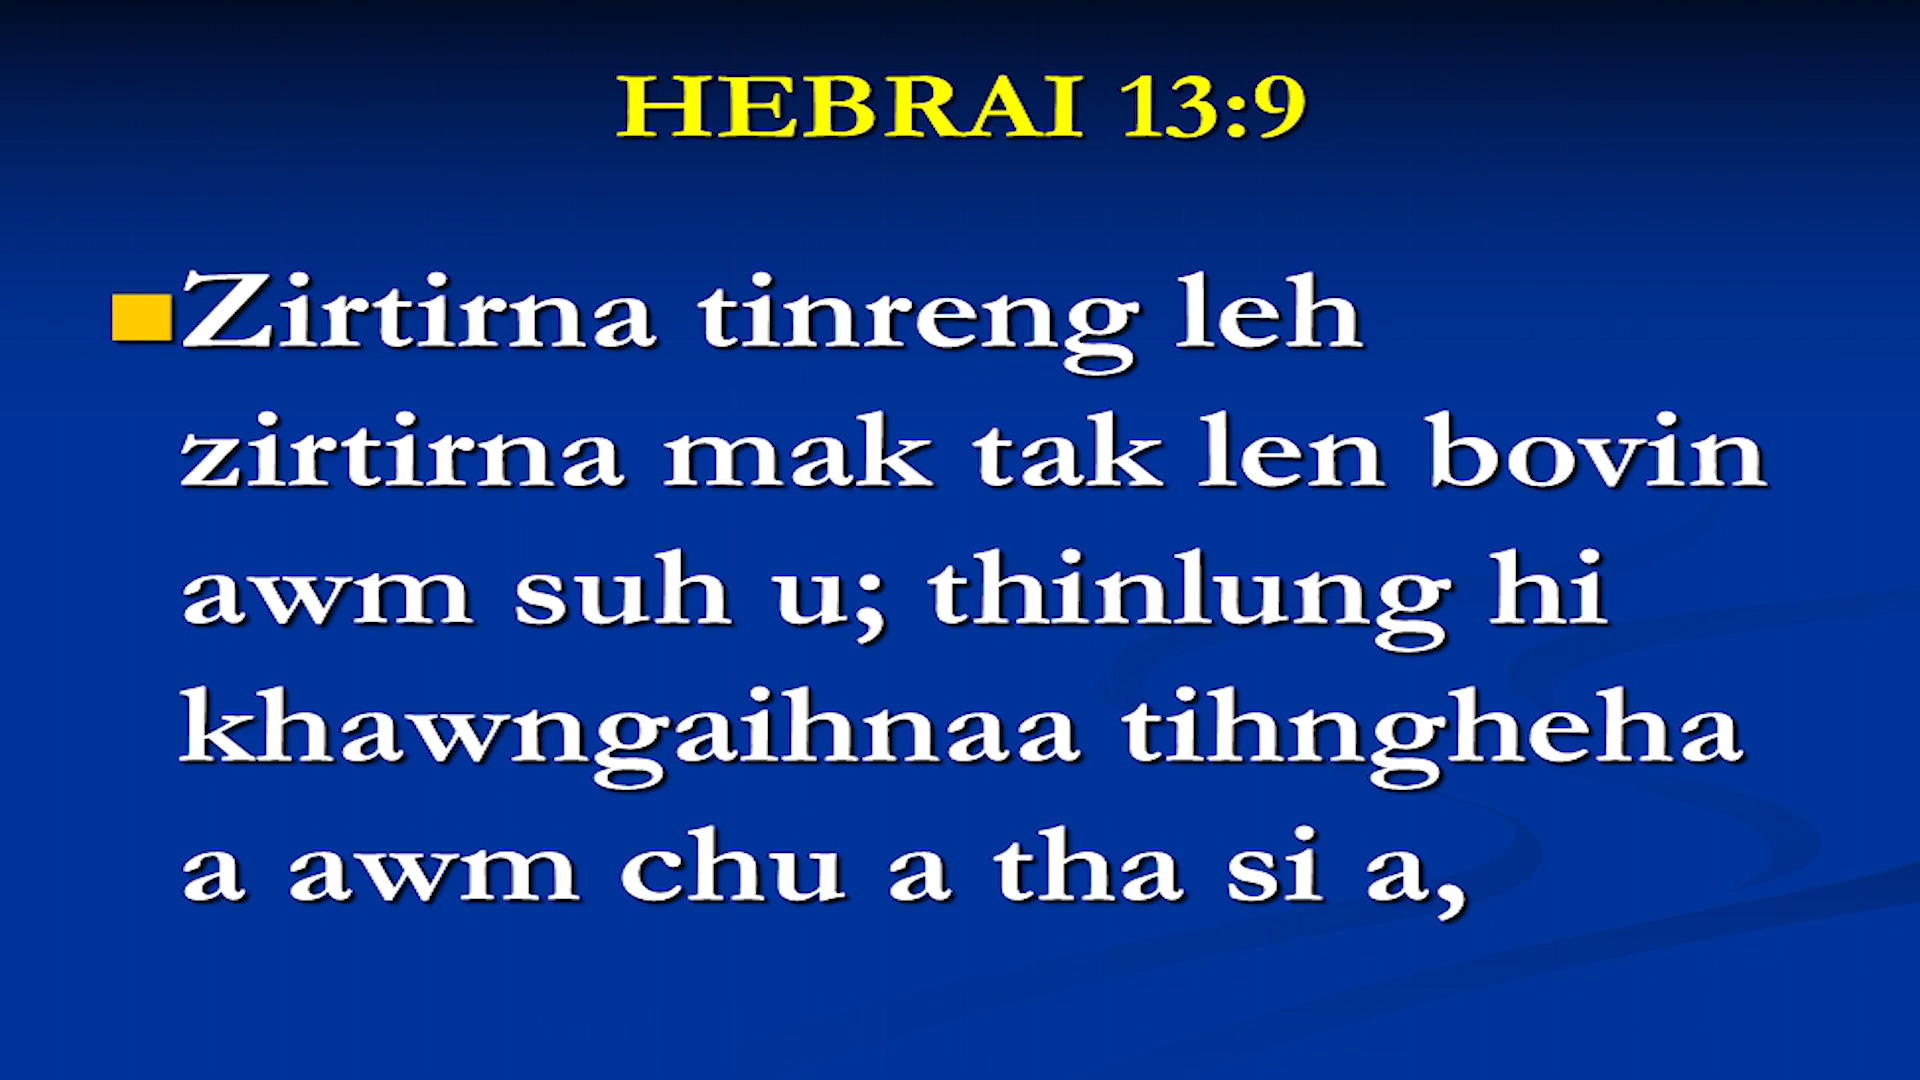 HEBRAI 13:9
Zirtirna tinreng leh
zirtirna mak tak len bovin
awm suh u; thinlung hi
khawngaihnaa tihngheha
a awm chu a tha si a,